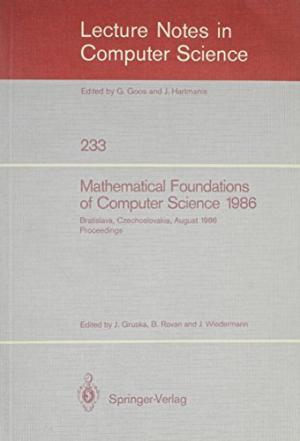 Lecture Notes in
Computer Science
Edited by G. Goos and J. Hartmanis
233
Mathematical Foundations
of Computer Science 1986
Bratislava, Czechoslovakia, August 1986
Proceedings
Edited by J. Gruska, B. Rovan and J. Wiedermann
Springer-Verlag